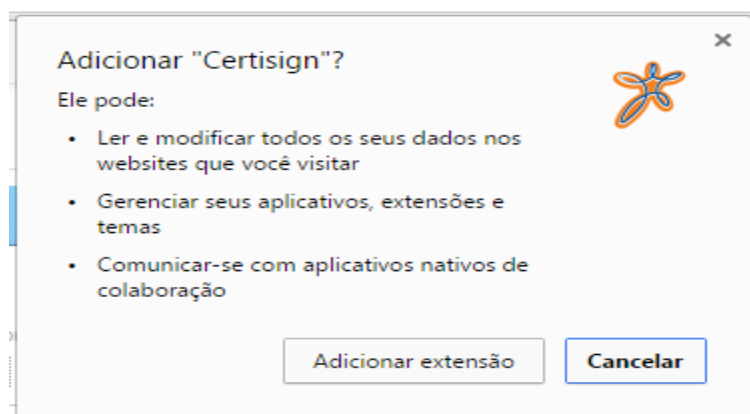 Adicionar "Certisign"?
Ele pode:
• Ler e modificar todos os seus dados nos
websites que você visitar
• Gerenciar seus aplicativos, extensões e
temas
• Comunicar-se com aplicativos nativos de
colaboração
Adicionar extensão
Cancelar